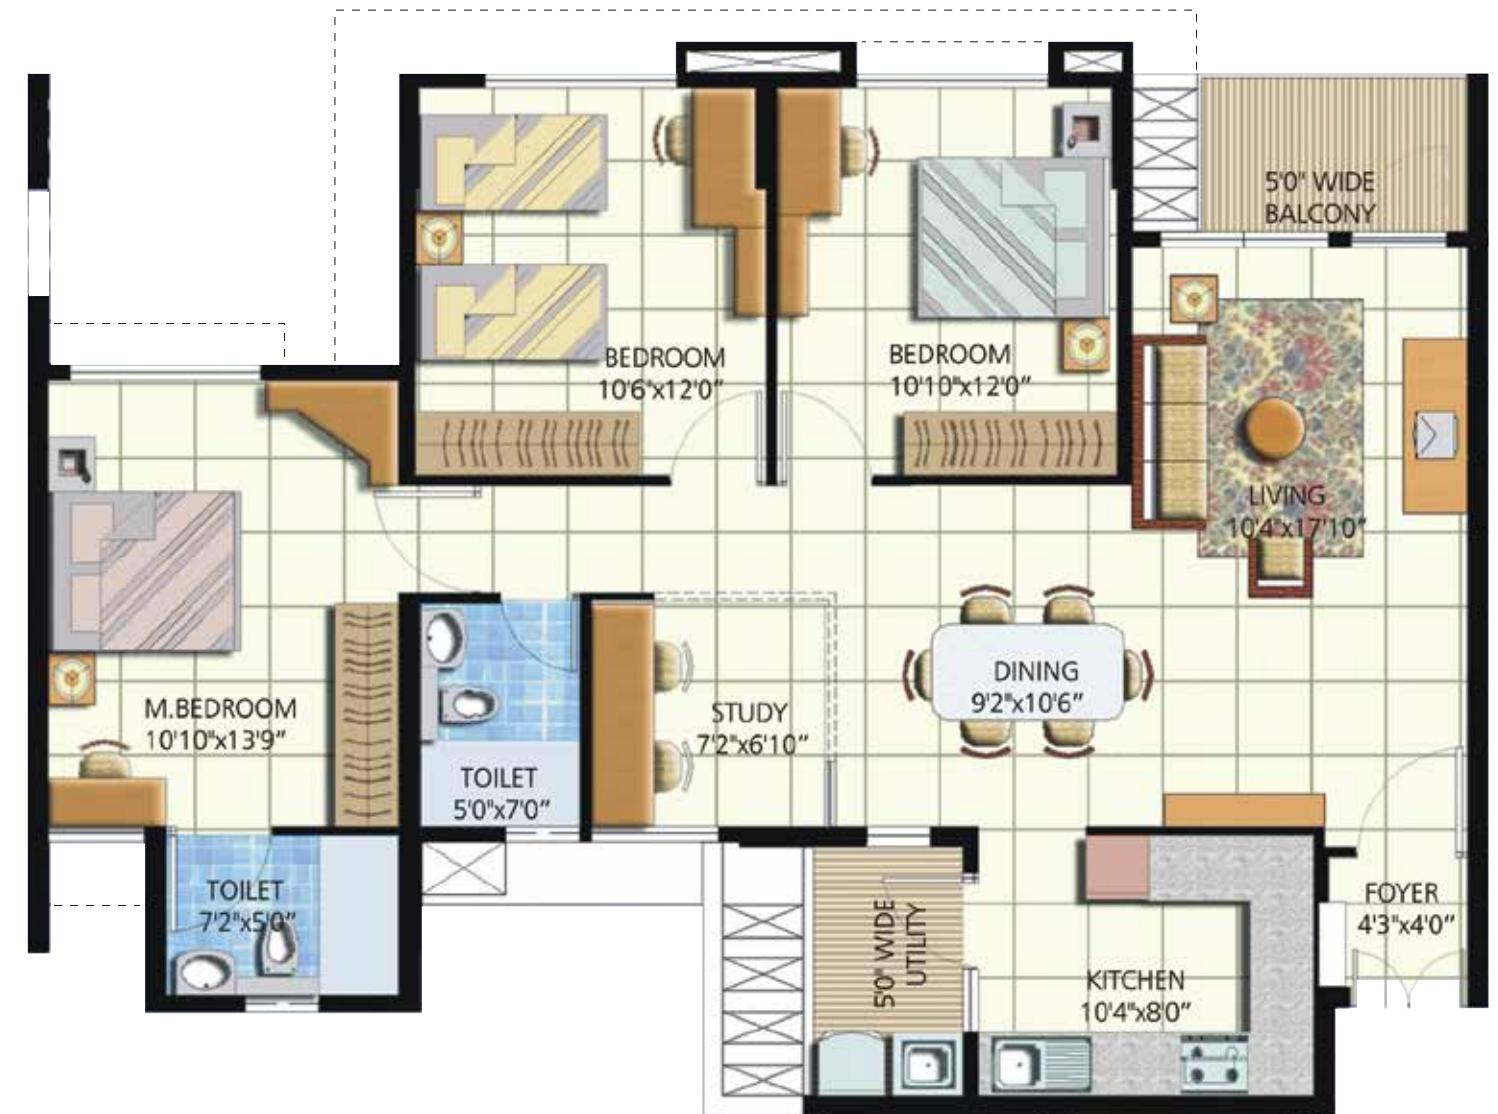 5'0" WIDE
BALCONY
BEDROOM
10'6"x12'0"
BEDROOM
10'10"x12'0"
LIVING
10'4"x17'10"
M.BEDROOM
10'10"x13'9"
STUDY
7'2"x6'10"
DINING
9'2"x10'6"
TOILET
5'0"x7'0"
TOILET
7'2"x5'0"
5'0" WIDE
UTILITY
KITCHEN
10'4"x8'0"
FOYER
4'3"x4'0"